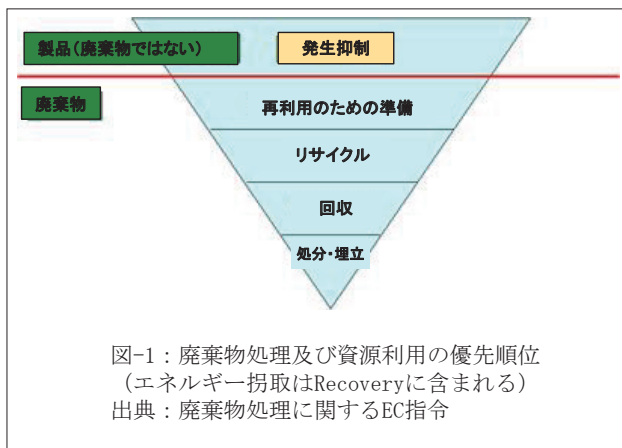 製品(廃棄物ではない)
発生抑制
廃棄物
再利用のための準備
リサイクル
回収
処分・埋立
図-1：廃棄物処理及び資源利用の優先順位
（エネルギー拐取はRecoveryに含まれる）
出典：廃棄物処理に関するEC指令